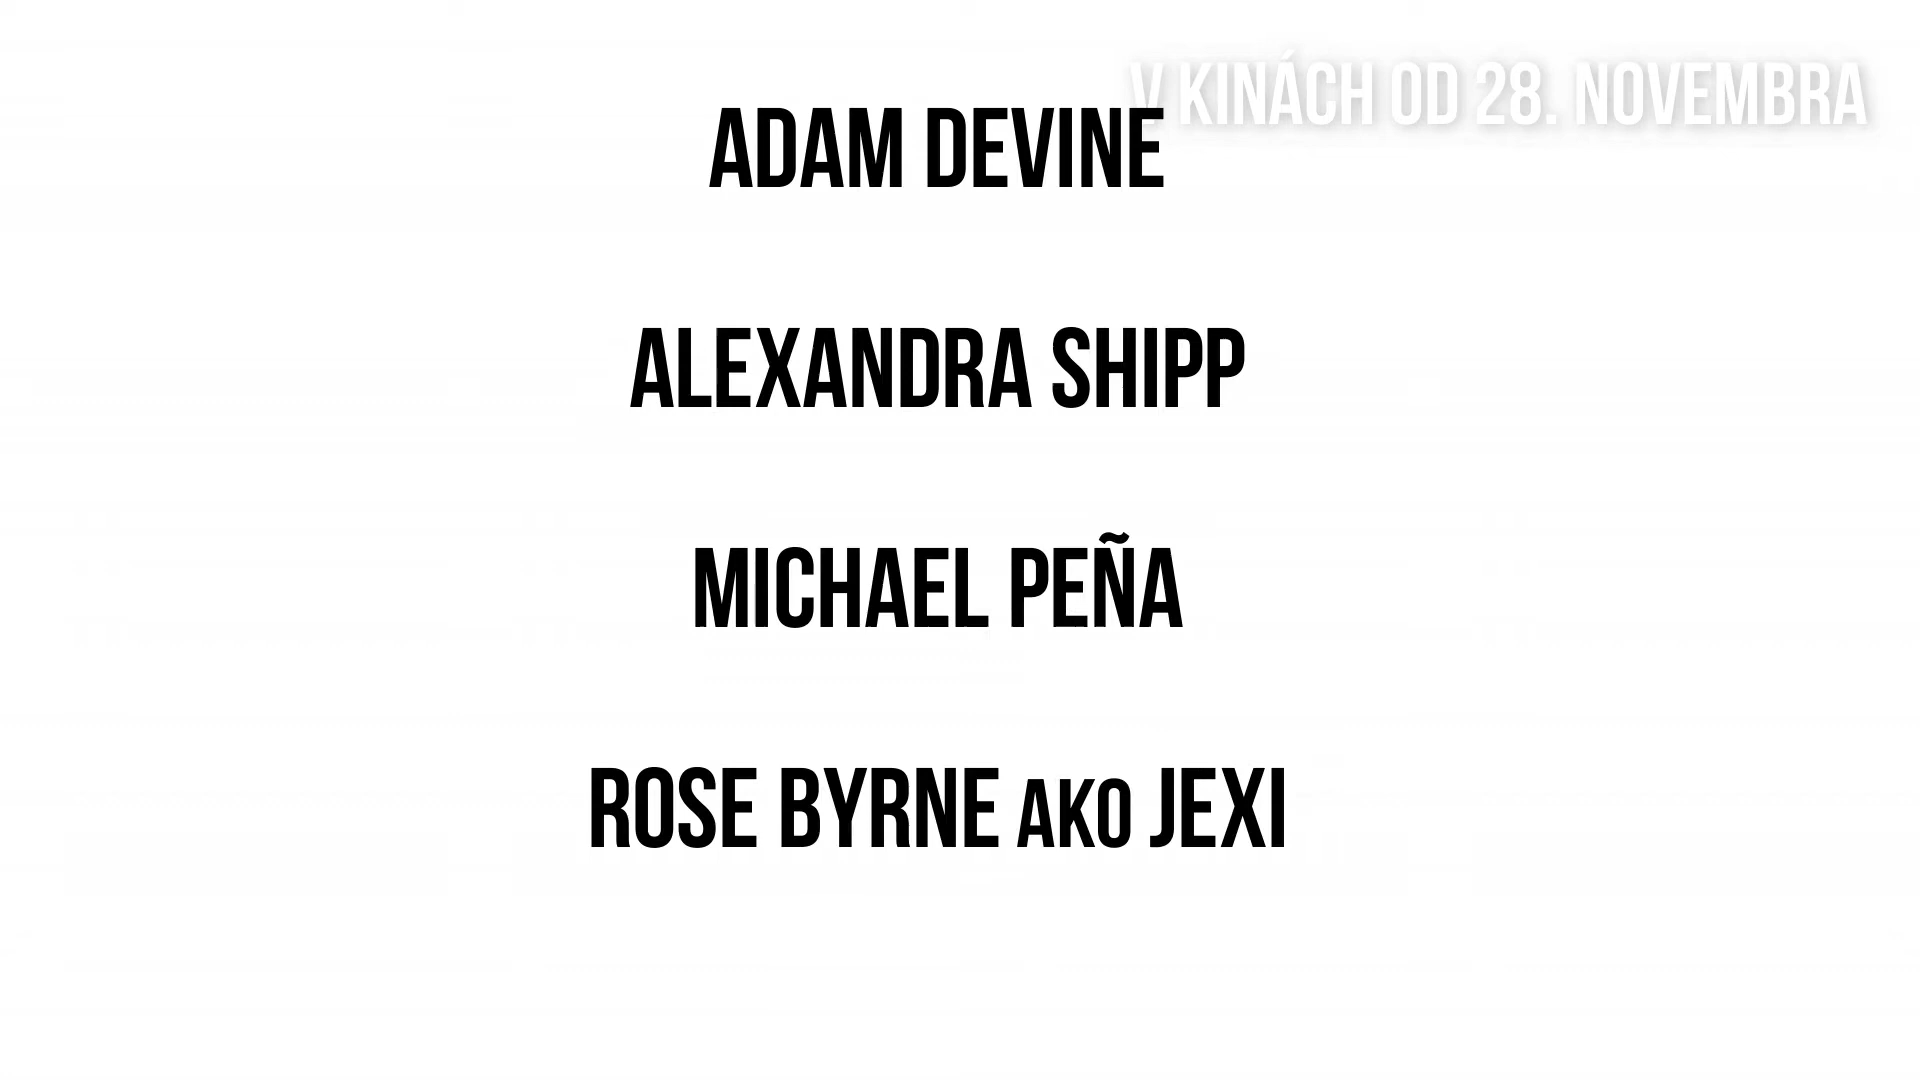 V KINÁCH OD 28. NOVEMBRA
ADAM DEVINE
ALEXANDRA SHIPP
MICHAEL PEÑA
ROSE BYRNE AKO JEXI